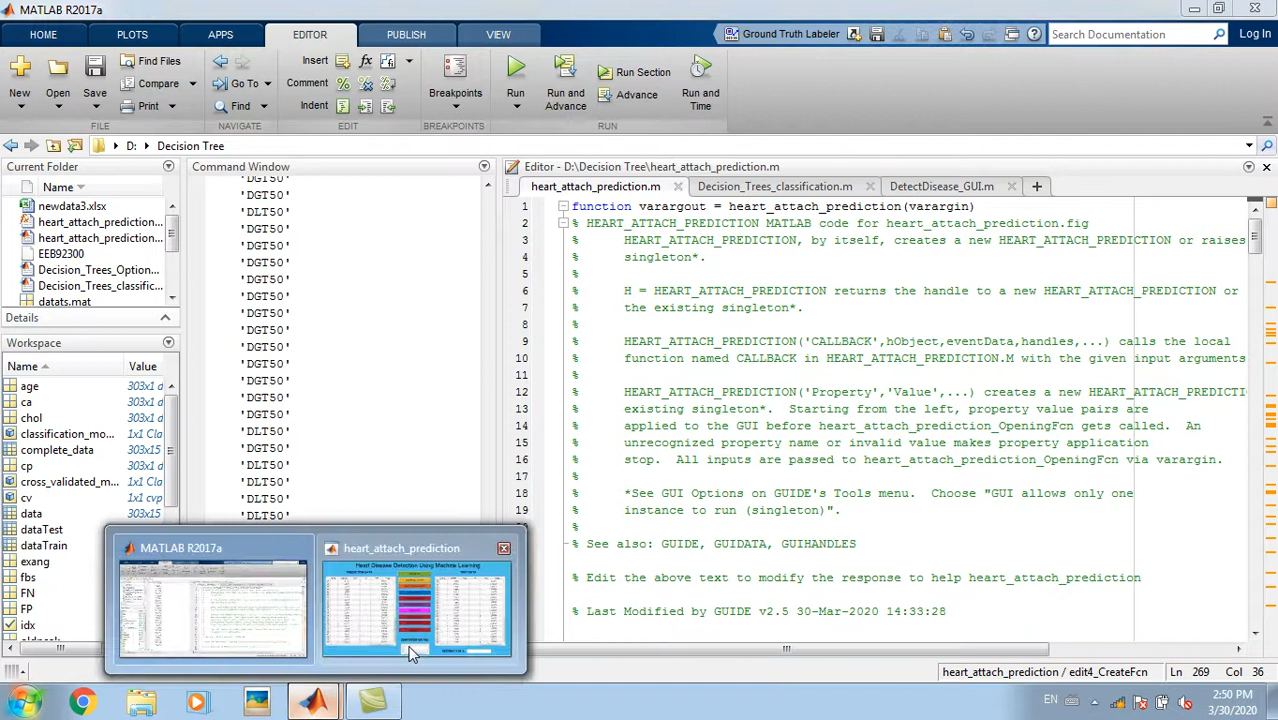 MATLAB R2017a
HOME PLOTS APPS EDITOR PUBLISH VIEW Ground Truth Labeler Search Documentation Log In
New Open Save Find Files Compare Print Go To Find Insert fx Comment Indent Breakpoints Run Run and Advance Run Section Advance Run and Time
FILE NAVIGATE EDIT BREAKPOINTS RUN
D: Decision Tree
Current Folder
Name
newdata3.xlsx
heart_attach_prediction...
heart_attach_prediction...
EEB92300
Decision_Trees_Option...
Decision_Trees_classific...
datats.mat
Details
Workspace
Name Value
age 303x1 d
ca 303x1 d
chol 303x1 d
classification_mo... 1x1 Cla
complete_data 303x15
cp 303x1 d
cross_validated_m... 1x1 Cla
cv 1x1 cvp
data 303x15
dataTest
dataTrain
exang
fbs
FN
FP
idx
Command Window
'DGT50'
'DGT50'
'DLT50'
'DGT50'
'DGT50'
'DGT50'
'DGT50'
'DGT50'
'DGT50'
'DGT50'
'DGT50'
'DLT50'
'DGT50'
'DGT50'
'DGT50'
'DLT50'
'DGT50'
'DLT50'
'DLT50'
'DLT50'
'DLT50'
Editor - D:\Decision Tree\heart_attach_prediction.m
heart_attach_prediction.m Decision_Trees_classification.m DetectDisease_GUI.m
1 function varargout = heart_attach_prediction(varargin)
2 % HEART_ATTACH_PREDICTION MATLAB code for heart_attach_prediction.fig
3 % HEART_ATTACH_PREDICTION, by itself, creates a new HEART_ATTACH_PREDICTION or raises
4 % singleton*.
5 %
6 % H = HEART_ATTACH_PREDICTION returns the handle to a new HEART_ATTACH_PREDICTION or
7 % the existing singleton*.
8 %
9 % HEART_ATTACH_PREDICTION('CALLBACK',hObject,eventData,handles,...) calls the local
10 % function named CALLBACK in HEART_ATTACH_PREDICTION.M with the given input arguments
11 %
12 % HEART_ATTACH_PREDICTION('Property','Value',...) creates a new HEART_ATTACH_PREDICTI
13 % existing singleton*. Starting from the left, property value pairs are
14 % applied to the GUI before heart_attach_prediction_OpeningFcn gets called. An
15 % unrecognized property name or invalid value makes property application
16 % stop. All inputs are passed to heart_attach_prediction_OpeningFcn via varargin.
17 %
18 % *See GUI Options on GUIDE's Tools menu. Choose "GUI allows only one
19 % instance to run (singleton)".
%
% See also: GUIDE, GUIDATA, GUIHANDLES
% Edit the above text to modify the response to help heart_attach_prediction
% Last Modified by GUIDE v2.5 30-Mar-2020 14:33:28
MATLAB R2017a
heart_attach_prediction
Heart Disease Detection Using Machine Learning
heart_attach_prediction / edit4_CreateFcn Ln 269 Col 36
EN 2:50 PM
3/30/2020